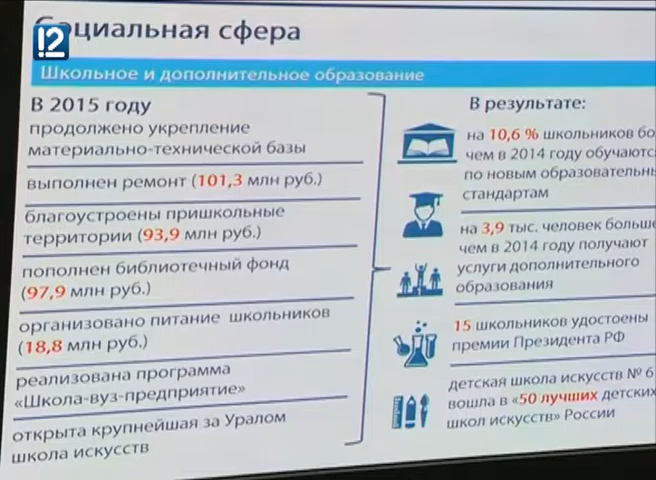 12
Социальная сфера
Школьное и дополнительное образование
В 2015 году
продолжено укрепление
материально-технической базы
выполнен ремонт (101,3 млн руб.)
благоустроены пришкольные
территории (93,9 млн руб.)
пополнен библиотечный фонд
(97,9 млн руб.)
организовано питание школьников
(18,8 млн руб.)
реализована программа
«Школа-вуз-предприятие»
открыта крупнейшая за Уралом
школа искусств
В результате:
на 10,6 % школьников бо
чем в 2014 году обучаютс
по новым образовательн
стандартам
на 3,9 тыс. человек больше
чем в 2014 году получают
услуги дополнительного
образования
15 школьников удостоены
премии Президента РФ
детская школа искусств № 6
вошла в «50 лучших детских
школ искусств» России